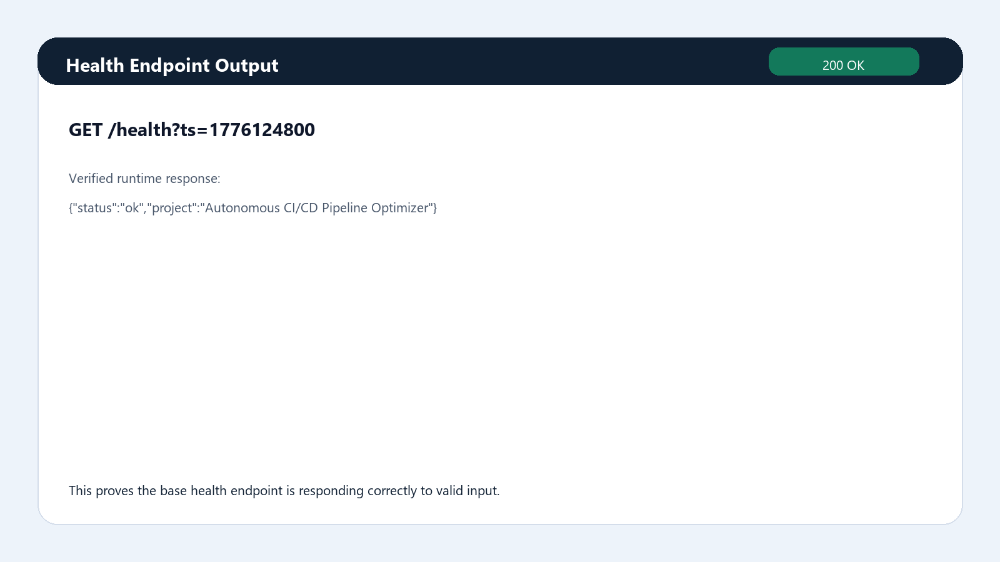 Health Endpoint Output
200 OK
GET /health?ts=1776124800
Verified runtime response:
{"status":"ok","project":"Autonomous CI/CD Pipeline Optimizer"}
This proves the base health endpoint is responding correctly to valid input.